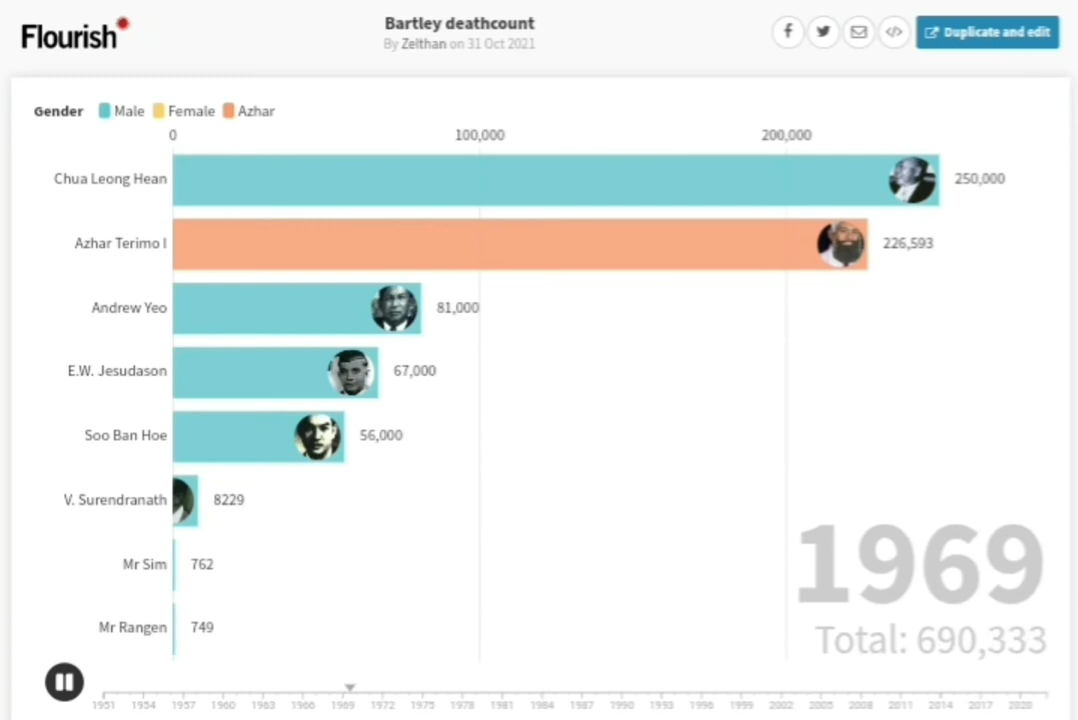 Flourish
Bartley deathcount
By Zelthan on 31 Oct 2021
Duplicate and edit
Gender Male Female Azhar
0 100,000 200,000
Chua Leong Hean 250,000
Azhar Terimo I 226,593
Andrew Yeo 81,000
E.W. Jesudason 67,000
Soo Ban Hoe 56,000
V. Surendranath 8229
Mr Sim 762
Mr Rangen 749
1969
Total: 690,333
1951 1954 1957 1960 1963 1966 1969 1972 1975 1978 1981 1984 1987 1990 1993 1996 1999 2002 2005 2008 2011 2014 2017 2020